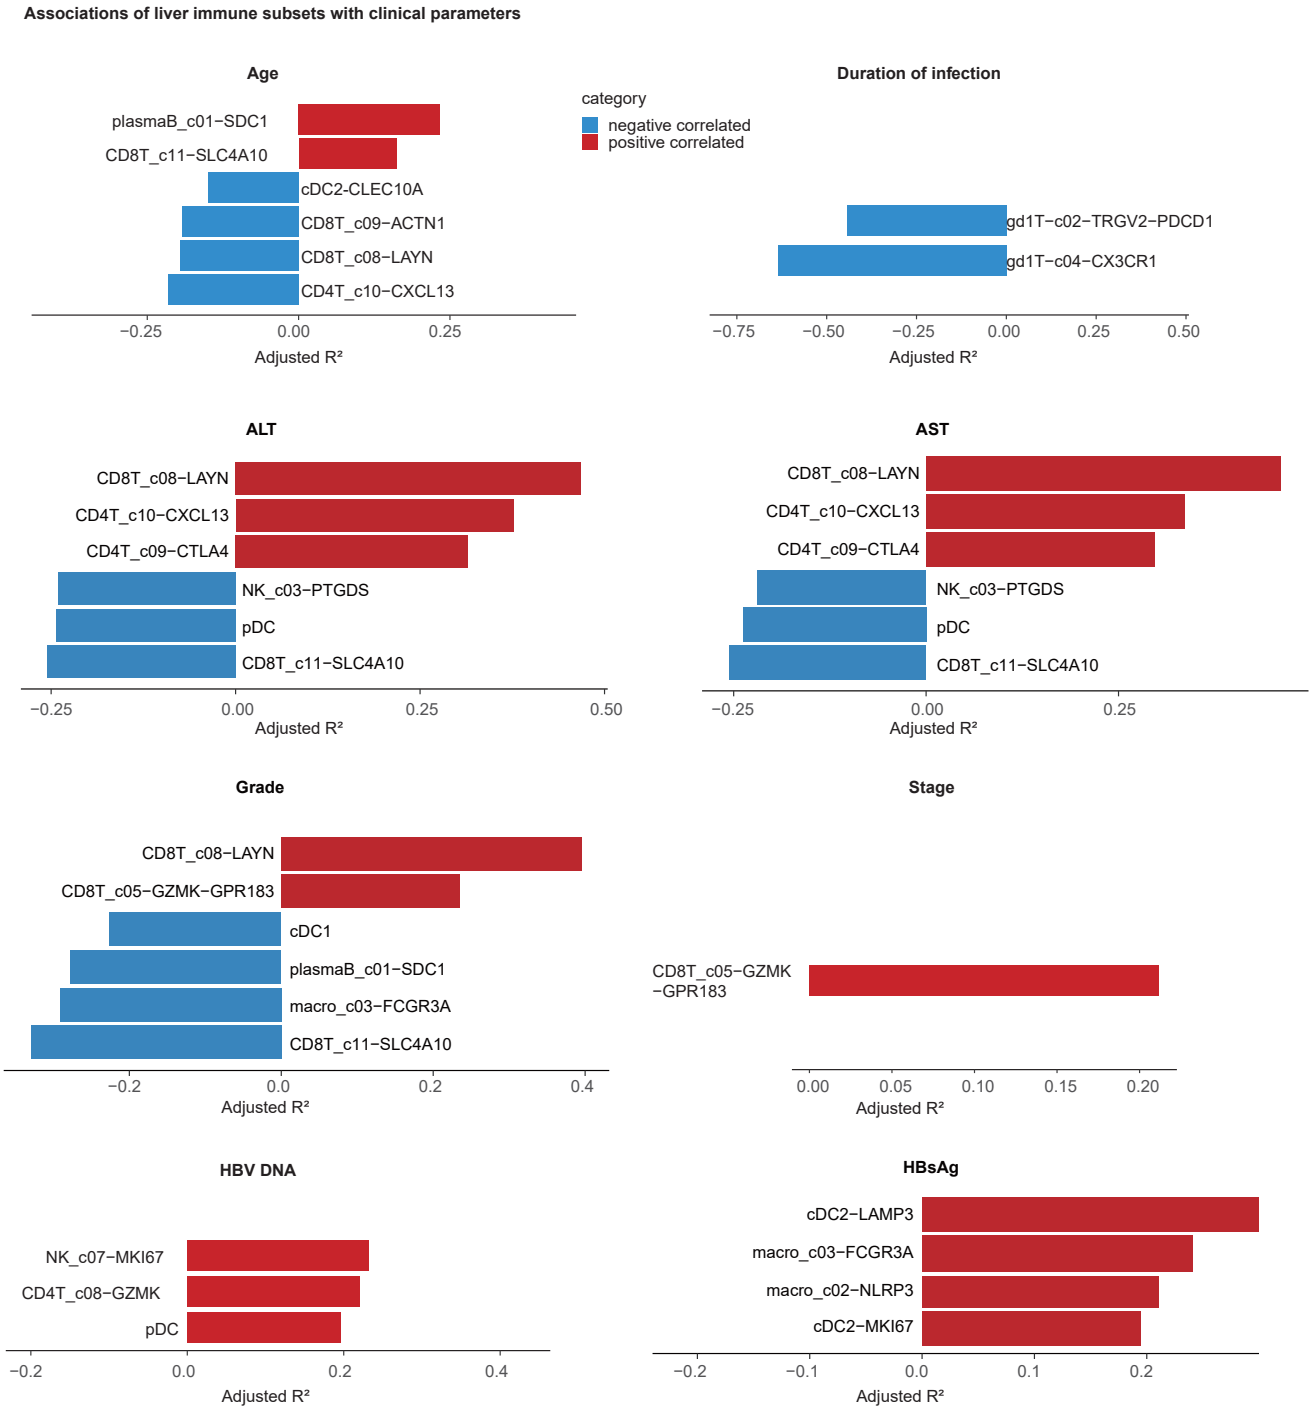 Associations of liver immune subsets with clinical parameters
Age
plasmaB_c01−SDC1
CD8T_c11−SLC4A10
cDC2-CLEC10A
CD8T_c09−ACTN1
CD8T_c08−LAYN
CD4T_c10−CXCL13
−0.25 0.00 0.25
Adjusted R²
category
negative correlated
positive correlated
Duration of infection
gd1T−c02−TRGV2−PDCD1
gd1T−c04−CX3CR1
−0.75 −0.50 −0.25 0.00 0.25 0.50
Adjusted R²
ALT
CD8T_c08−LAYN
CD4T_c10−CXCL13
CD4T_c09−CTLA4
NK_c03−PTGDS
pDC
CD8T_c11−SLC4A10
−0.25 0.00 0.25 0.50
Adjusted R²
AST
CD8T_c08−LAYN
CD4T_c10−CXCL13
CD4T_c09−CTLA4
NK_c03−PTGDS
pDC
CD8T_c11−SLC4A10
−0.25 0.00 0.25
Adjusted R²
Grade
CD8T_c08−LAYN
CD8T_c05−GZMK−GPR183
cDC1
plasmaB_c01−SDC1
macro_c03−FCGR3A
CD8T_c11−SLC4A10
−0.2 0.0 0.2 0.4
Adjusted R²
Stage
CD8T_c05−GZMK
−GPR183
0.00 0.05 0.10 0.15 0.20
Adjusted R²
HBV DNA
NK_c07−MKI67
CD4T_c08−GZMK
pDC
−0.2 0.0 0.2 0.4
Adjusted R²
HBsAg
cDC2−LAMP3
macro_c03−FCGR3A
macro_c02−NLRP3
cDC2−MKI67
−0.2 −0.1 0.0 0.1 0.2
Adjusted R²